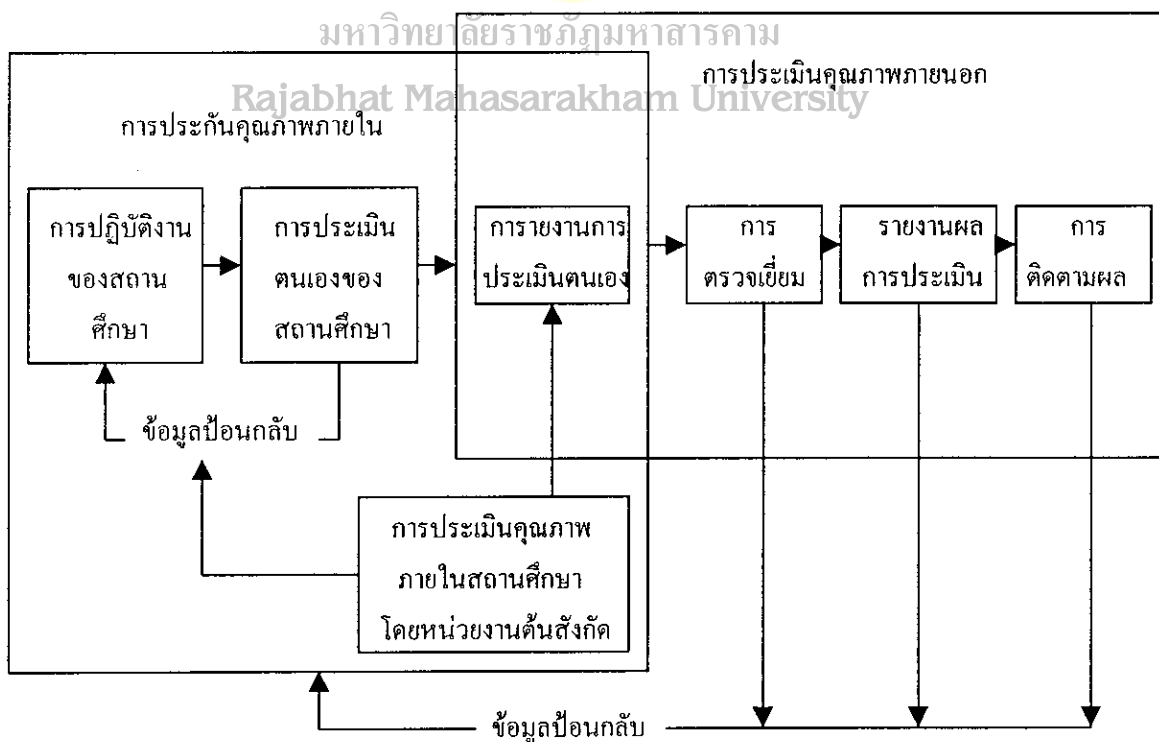 มหาวิทยาลัยราชภัฏมหาสารคาม
Rajabhat Mahasarakham University
การประเมินคุณภาพภายนอก
การประกันคุณภาพภายใน
การปฏิบัติงาน
ของสถาน
ศึกษา
การประเมิน
ตนเองของ
สถานศึกษา
การายงานการ
ประเมินตนเอง
การ
ตรวจเยี่ยม
รายงานผล
การประเมิน
การ
ติดตามผล
ข้อมูลป้อนกลับ
การประเมินคุณภาพ
ภายในสถานศึกษา
โดยหน่วยงานต้นสังกัด
ข้อมูลป้อนกลับ